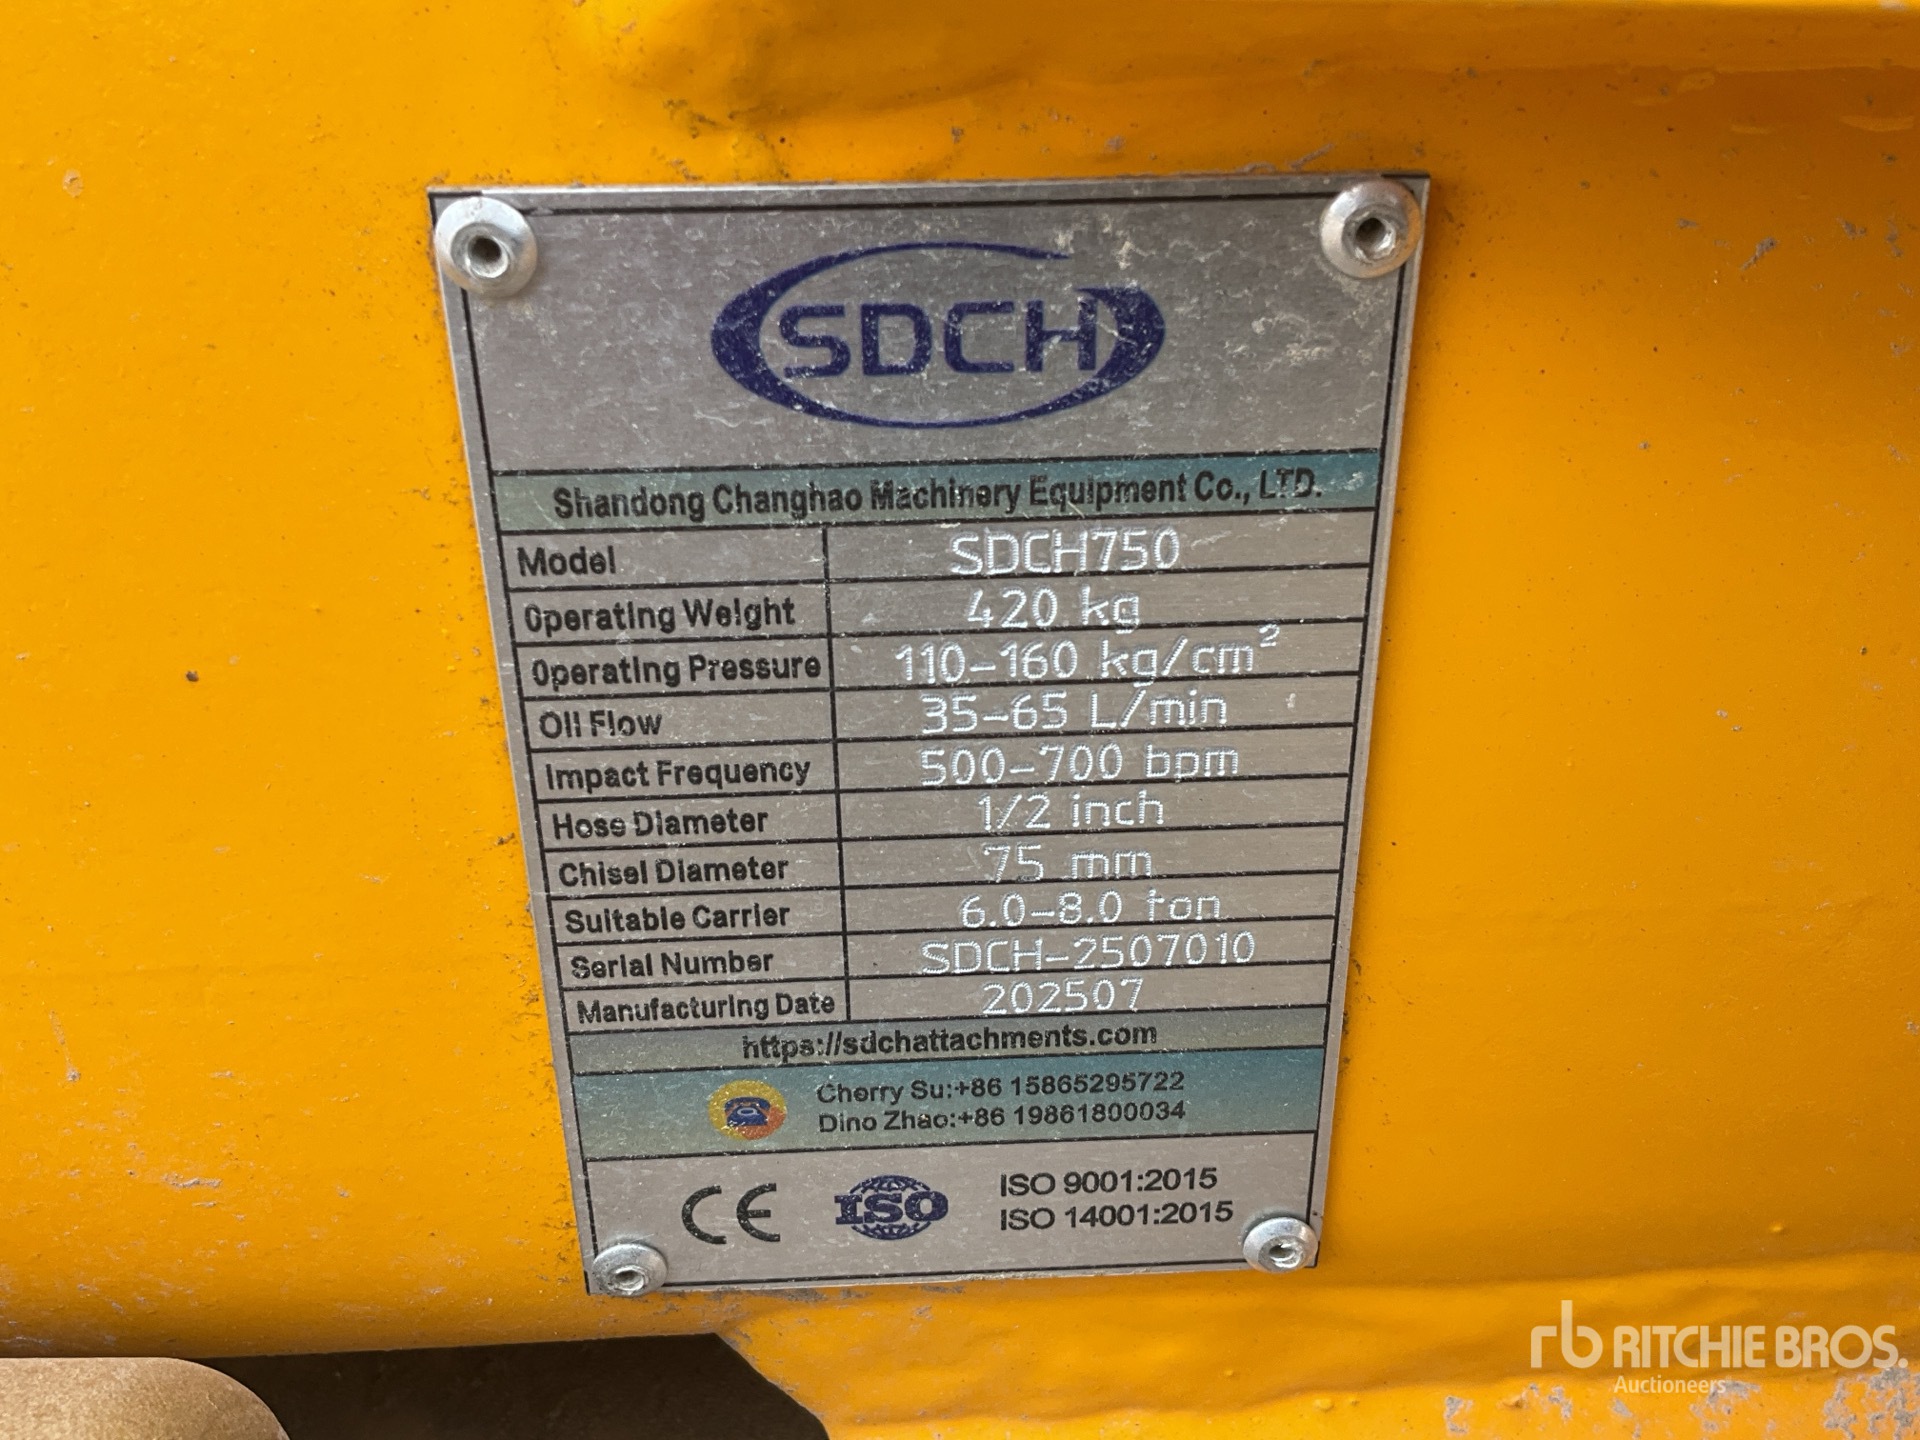 SDCH
Shandong Changhao Machinery Equipment Co., LTD.
Model SDCH750
Operating Weight 420 kg
Operating Pressure 110-160 kg/cm²
Oil Flow 35-65 L/min
Impact Frequency 500-700 bpm
Hose Diameter 1/2 inch
Chisel Diameter 75 mm
Suitable Carrier 6.0-8.0 ton
Serial Number SDCH-2507010
Manufacturing Date 202507
https://sdchattachments.com
Cherry Su:+86 15865295722
Dino Zhao:+86 19861800034
CE ISO ISO 9001:2015
ISO 14001:2015
rb RITCHIE BROS.
Auctioneers